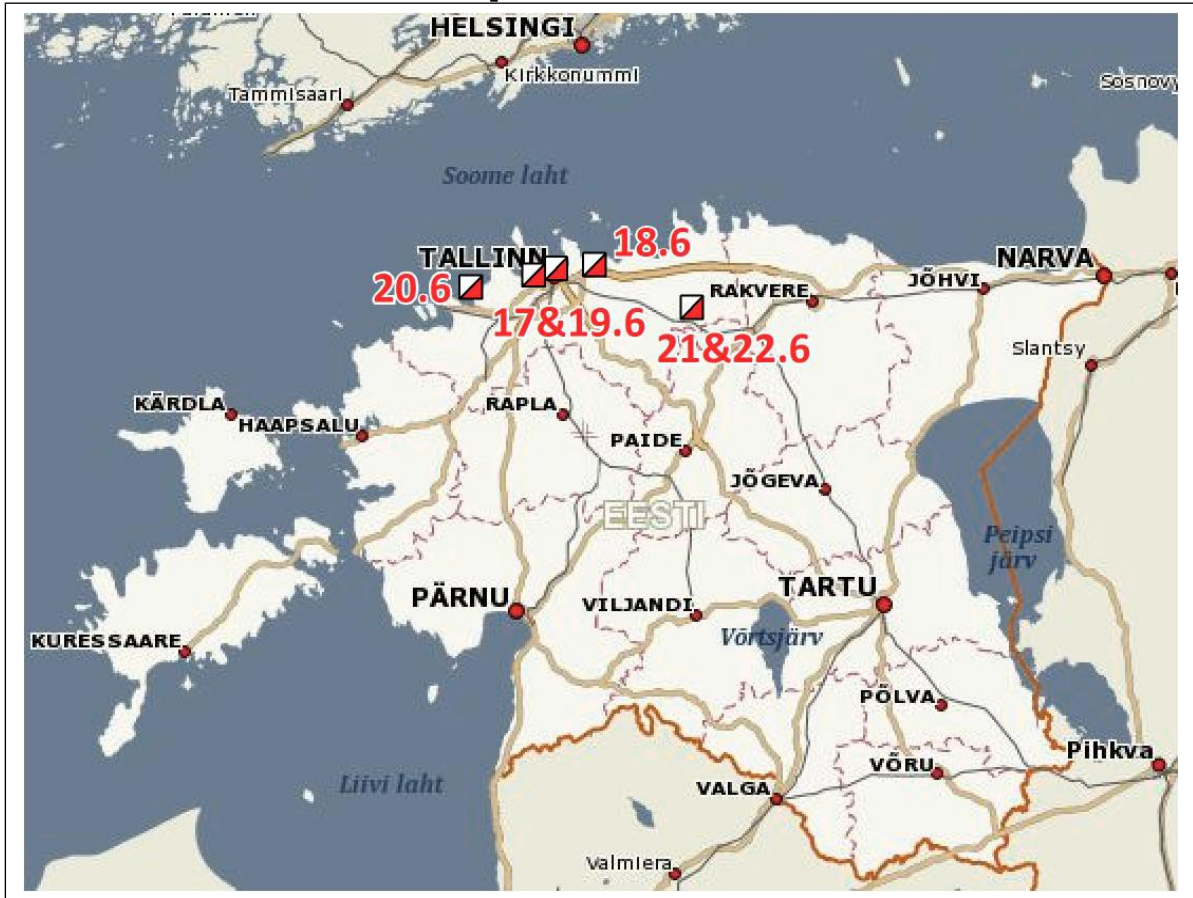 HELSINGI
Kirkkonummi
Tammisaari
Sosnovy
Soome laht
18.6
TALLINN
NARVA
20.6
RAKVERE
JÕHVI
17&19.6
21&22.6
Slantsy
KÄRDLA
RAPLA
HAAPSALU
PAIDE
JÕGEVA
EESTI
Peipsi
järv
TARTU
PÄRNU
VILJANDI
Võrtsjärv
KURESSAARE
PÕLVA
Pihkva
VÕRU
Liivi laht
VALGA
Valmiera